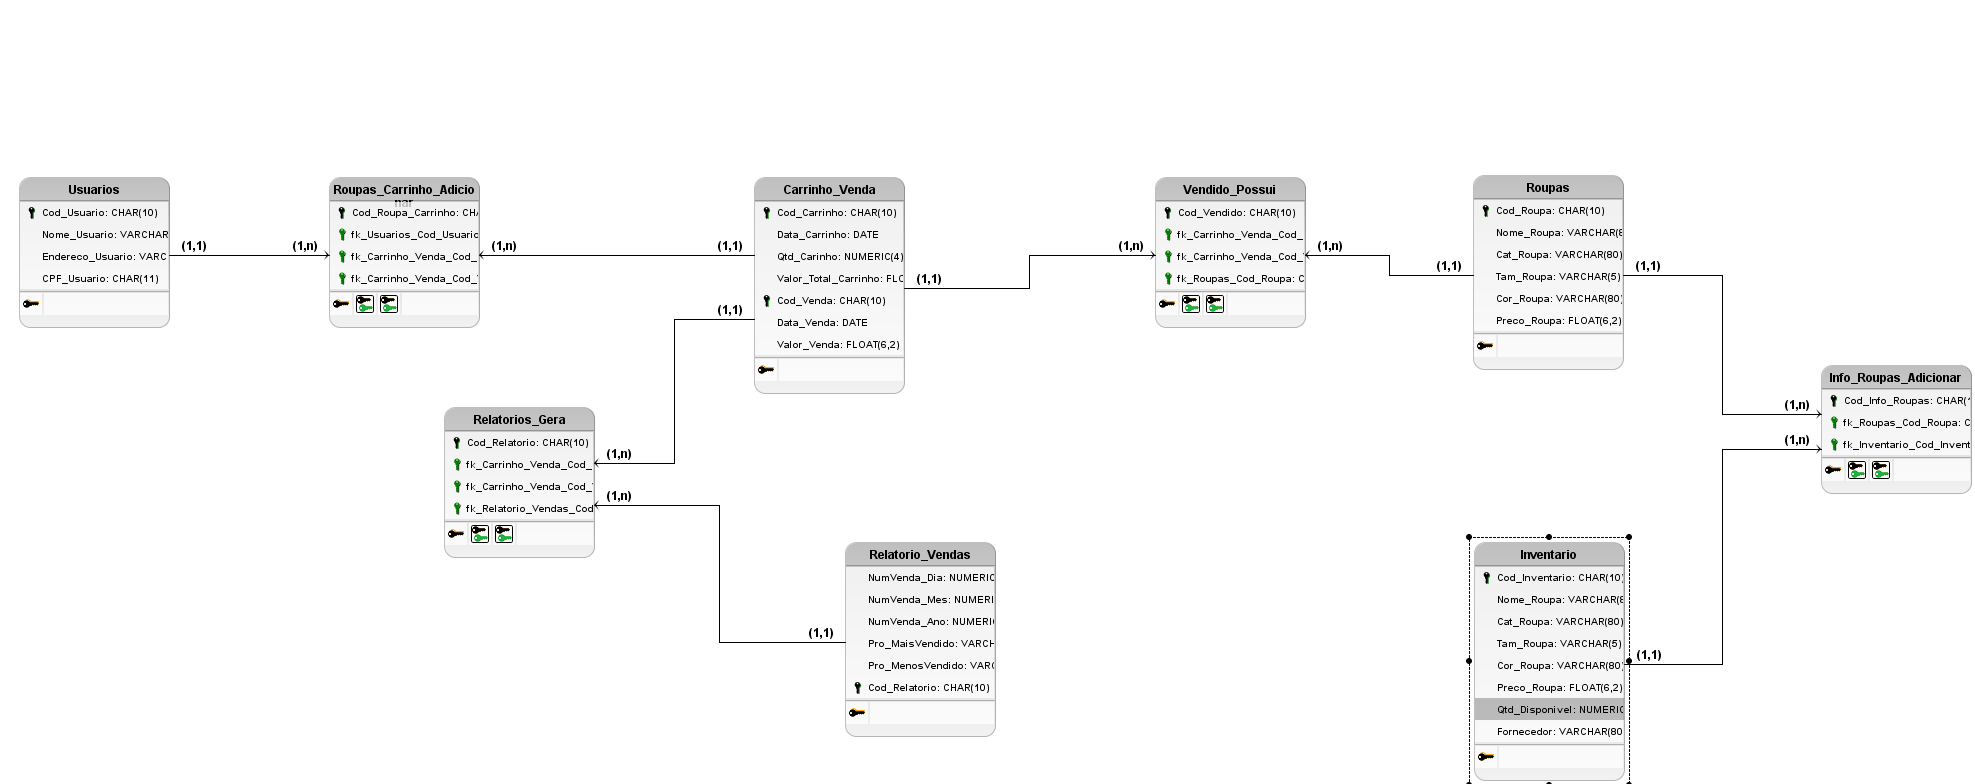 Usuarios
Cod_Usuario: CHAR(10)
Nome_Usuario: VARCHAR
Endereco_Usuario: VARC
CPF_Usuario: CHAR(11)
(1,1)
(1,n)
Roupas_Carrinho_Adicio
nar
Cod_Roupa_Carrinho: CHA
fk_Usuarios_Cod_Usuario
fk_Carrinho_Venda_Cod_
fk_Carrinho_Venda_Cod_
(1,n)
(1,1)
Carrinho_Venda
Cod_Carrinho: CHAR(10)
Data_Carrinho: DATE
Qtd_Carinho: NUMERIC(4)
Valor_Total_Carrinho: FLO
Cod_Venda: CHAR(10)
Data_Venda: DATE
Valor_Venda: FLOAT(6,2)
(1,1)
(1,1)
(1,n)
Vendido_Possui
Cod_Vendido: CHAR(10)
fk_Carrinho_Venda_Cod_
fk_Carrinho_Venda_Cod_
fk_Roupas_Cod_Roupa: C
(1,n)
(1,1)
Roupas
Cod_Roupa: CHAR(10)
Nome_Roupa: VARCHAR(8
Cat_Roupa: VARCHAR(80)
Tam_Roupa: VARCHAR(5)
Cor_Roupa: VARCHAR(80)
Preco_Roupa: FLOAT(6,2)
(1,1)
(1,n)
(1,n)
Info_Roupas_Adicionar
Cod_Info_Roupas: CHAR(
fk_Roupas_Cod_Roupa: C
fk_Inventario_Cod_Invent
Relatorios_Gera
Cod_Relatorio: CHAR(10)
fk_Carrinho_Venda_Cod_
fk_Carrinho_Venda_Cod_
fk_Relatorio_Vendas_Cod
(1,n)
(1,n)
(1,1)
Relatorio_Vendas
NumVenda_Dia: NUMERIC
NumVenda_Mes: NUMERI
NumVenda_Ano: NUMERI
Pro_MaisVendido: VARCH
Pro_MenosVendido: VARC
Cod_Relatorio: CHAR(10)
Inventario
Cod_Inventario: CHAR(10)
Nome_Roupa: VARCHAR(8
Cat_Roupa: VARCHAR(80)
Tam_Roupa: VARCHAR(5)
Cor_Roupa: VARCHAR(80)
Preco_Roupa: FLOAT(6,2)
Qtd_Disponivel: NUMERIC
Fornecedor: VARCHAR(80
(1,1)